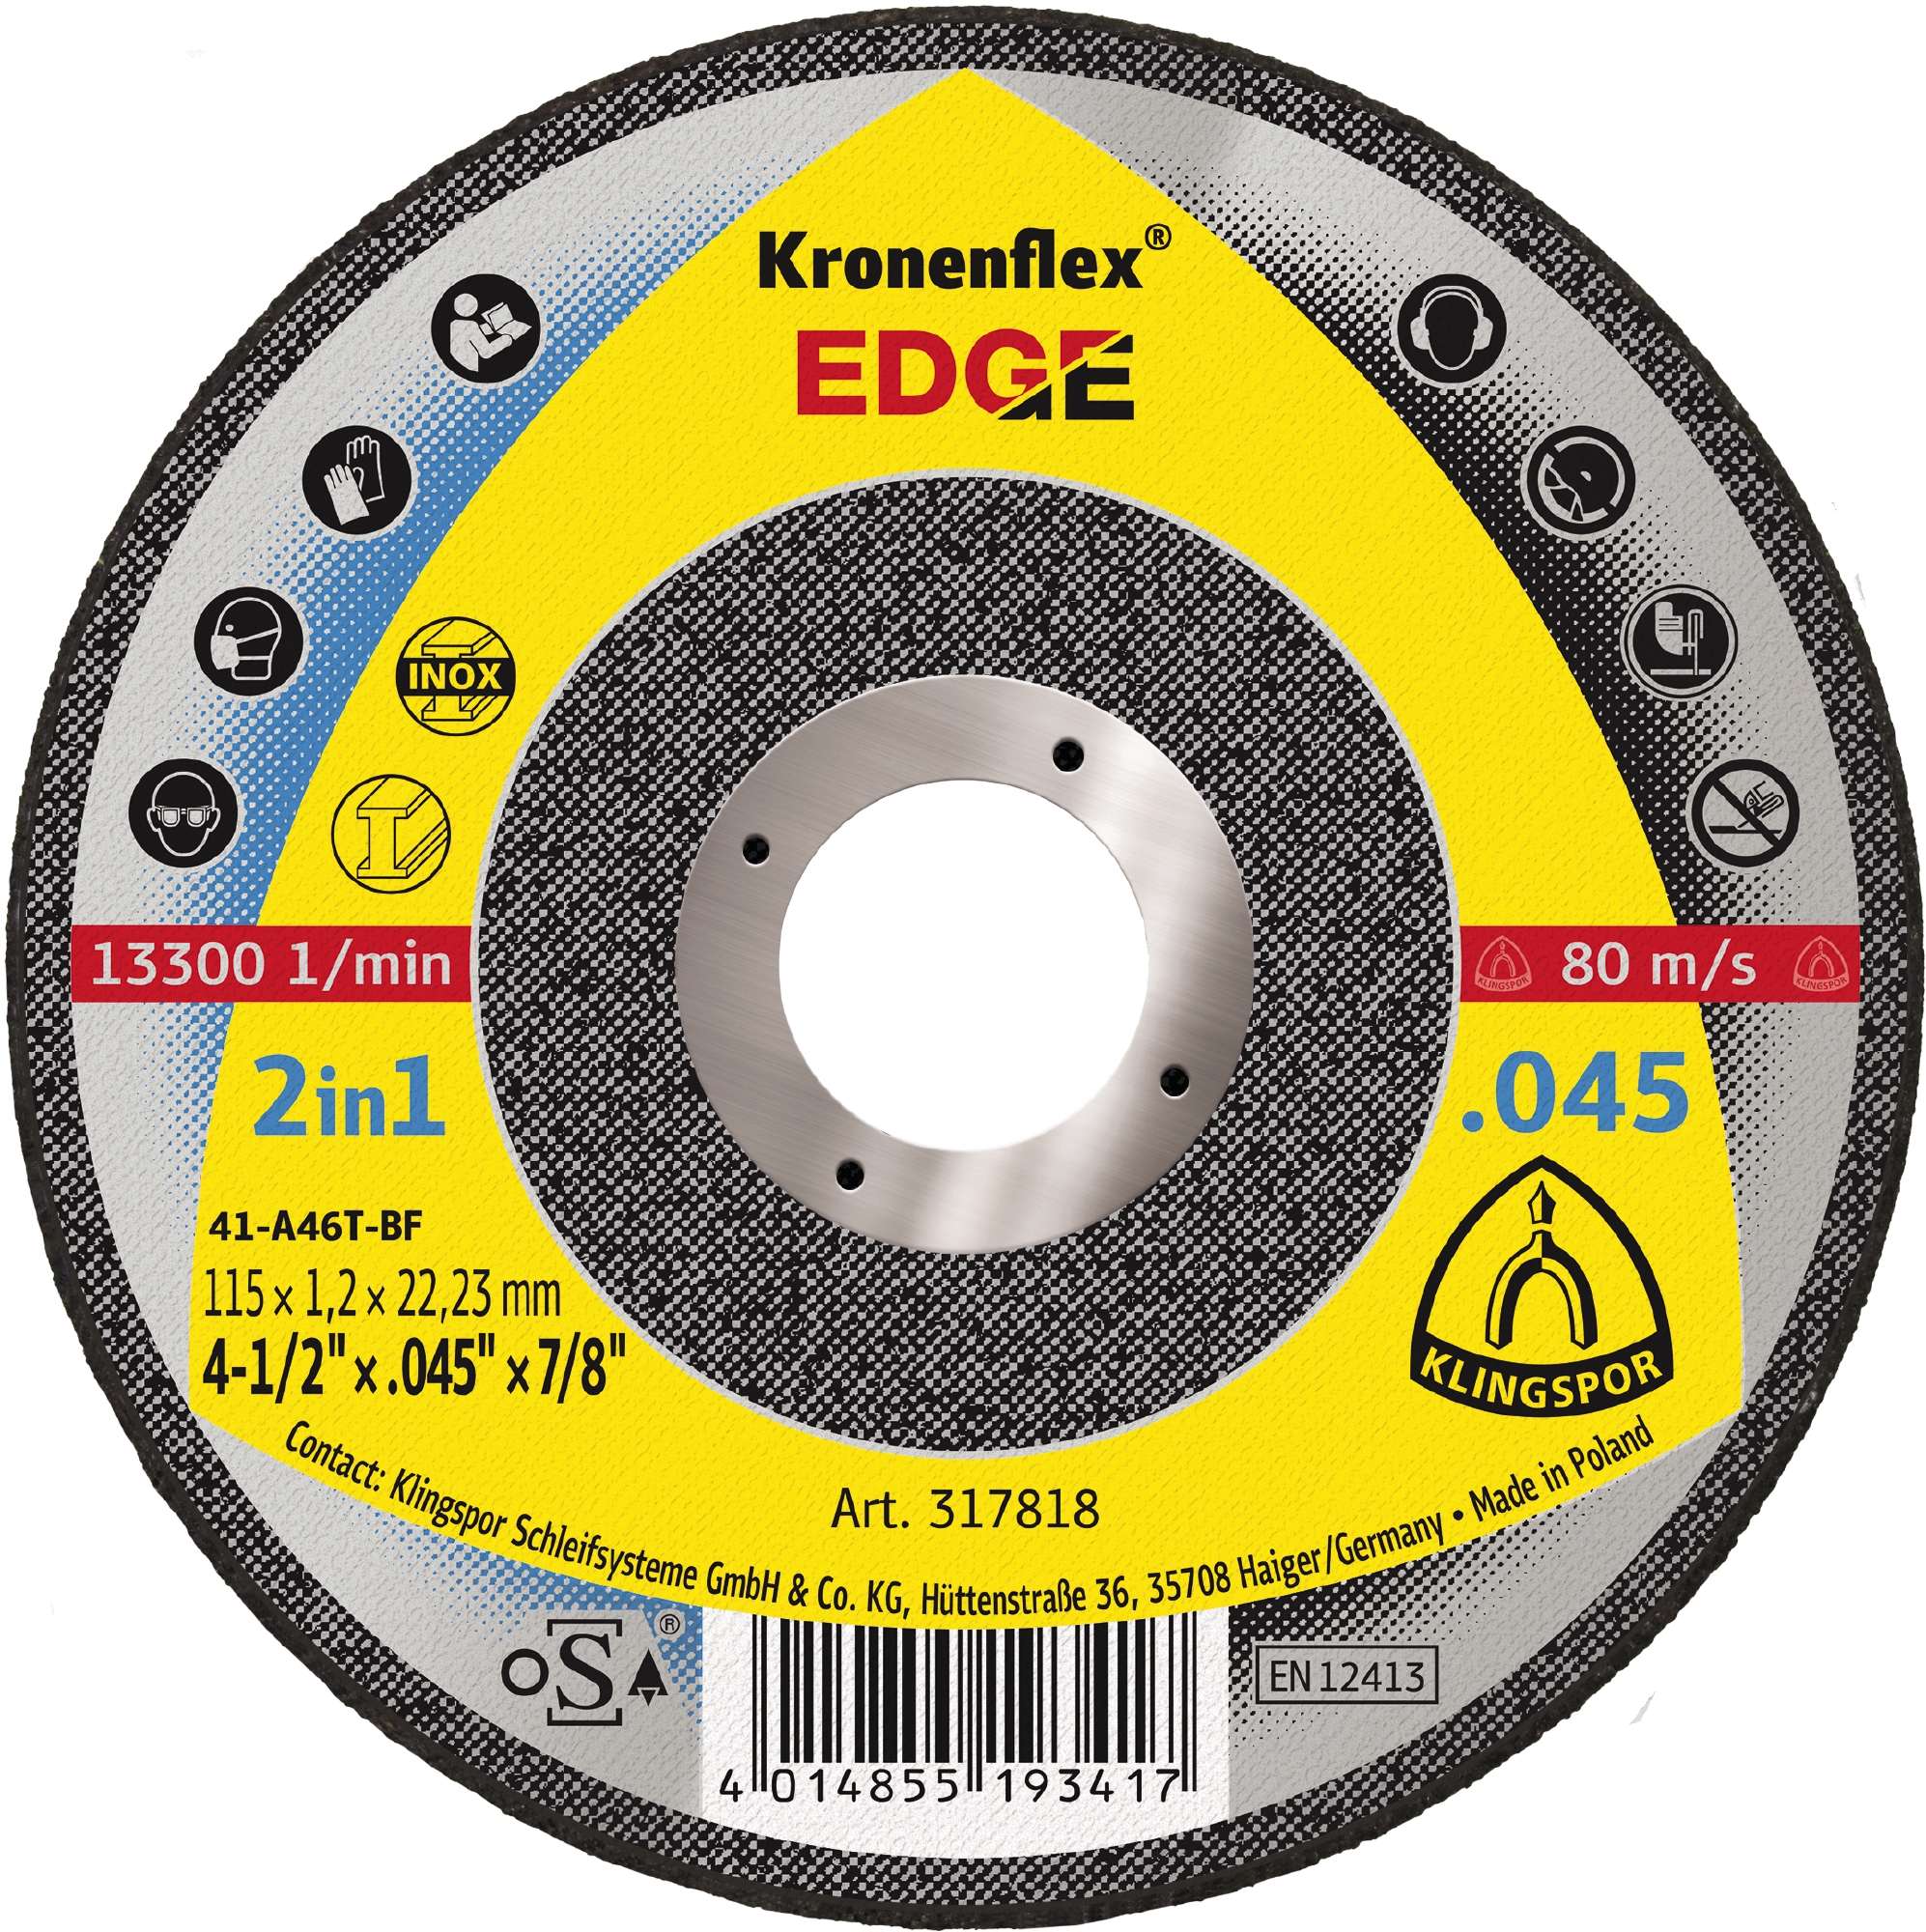 Kronenflex®
EDGE
INOX
13300 1/min
KLINGSPOR
80 m/s
KLINGSPOR
2in1
.045
41-A46T-BF
115 x 1,2 x 22,23 mm
4-1/2" x .045" x 7/8"
KLINGSPOR
Art. 317818
Contact: Klingspor Schleifsysteme GmbH & Co. KG, Hüttenstraße 36, 35708 Haiger/Germany • Made in Poland
oSA®
EN 12413
4 014855 193417